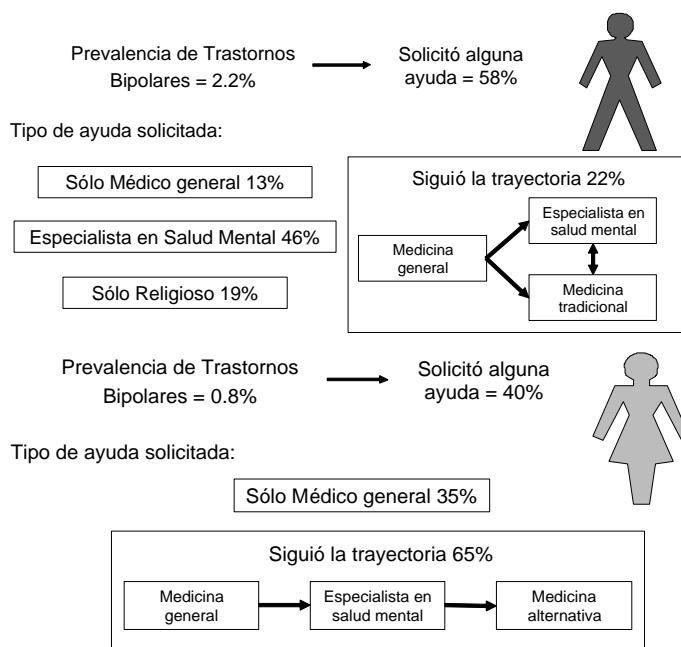 Prevalencia de Trastornos
Bipolares = 2.2%
Solicitó alguna
ayuda = 58%
Tipo de ayuda solicitada:
Sólo Médico general 13%
Especialista en Salud Mental 46%
Sólo Religioso 19%
Siguió la trayectoria 22%
Medicina
general
Especialista en
salud mental
Medicina
tradicional
Prevalencia de Trastornos
Bipolares = 0.8%
Solicitó alguna
ayuda = 40%
Tipo de ayuda solicitada:
Sólo Médico general 35%
Siguió la trayectoria 65%
Medicina
general
Especialista en
salud mental
Medicina
alternativa